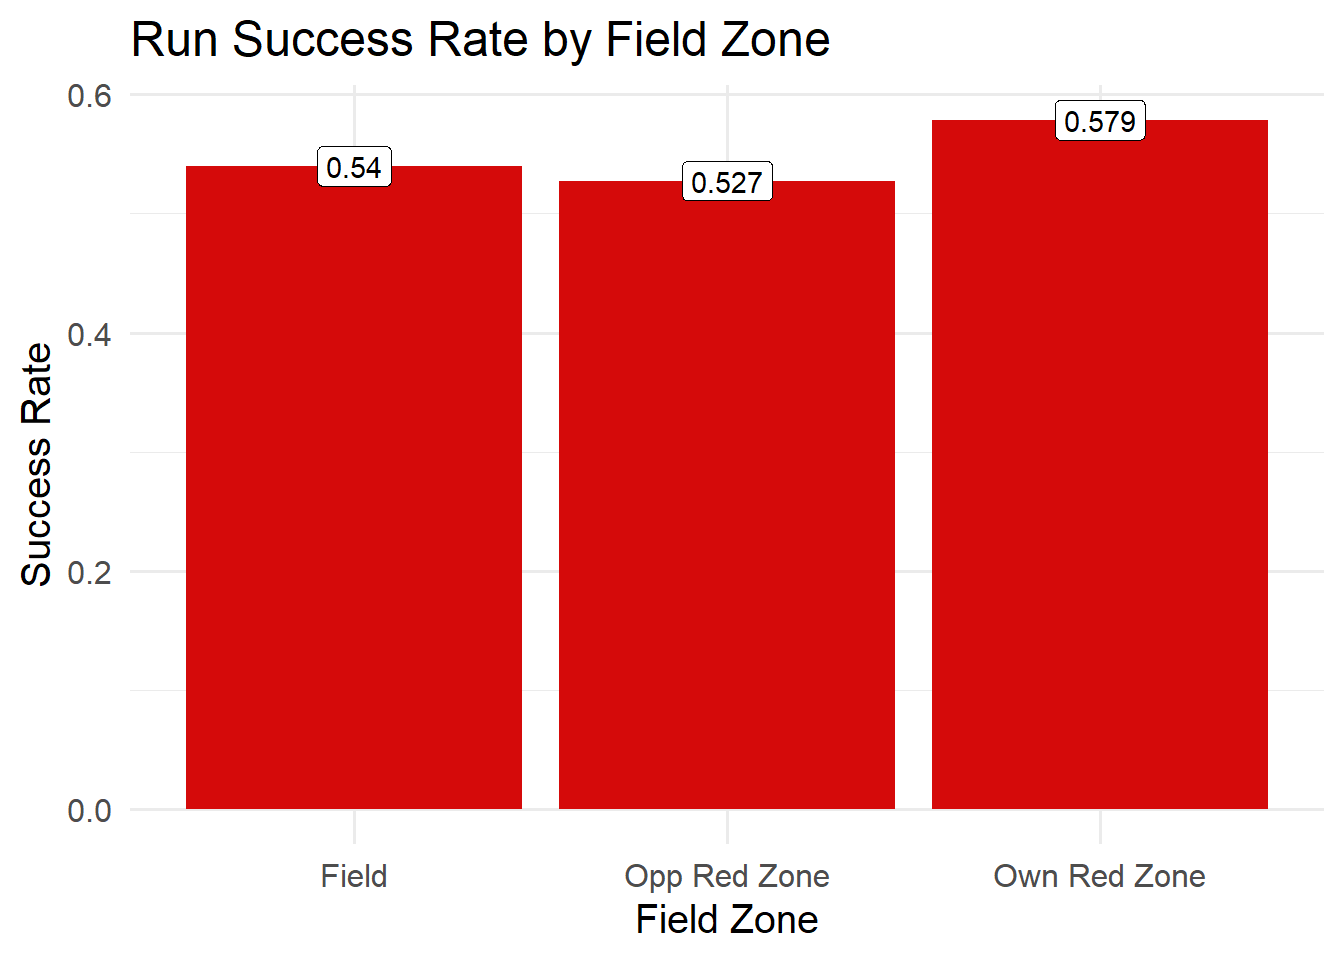 Run Success Rate by Field Zone
0.6
0.54
0.527
0.579
0.4
Success Rate
0.2
0.0
Field
Opp Red Zone
Own Red Zone
Field Zone